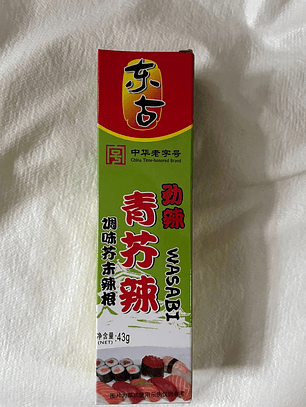 东古
中华老字号
China Time-honored Brand
劲辣
青芥辣
WASABI
调味芥末辣根
净含量:43g
(NET)